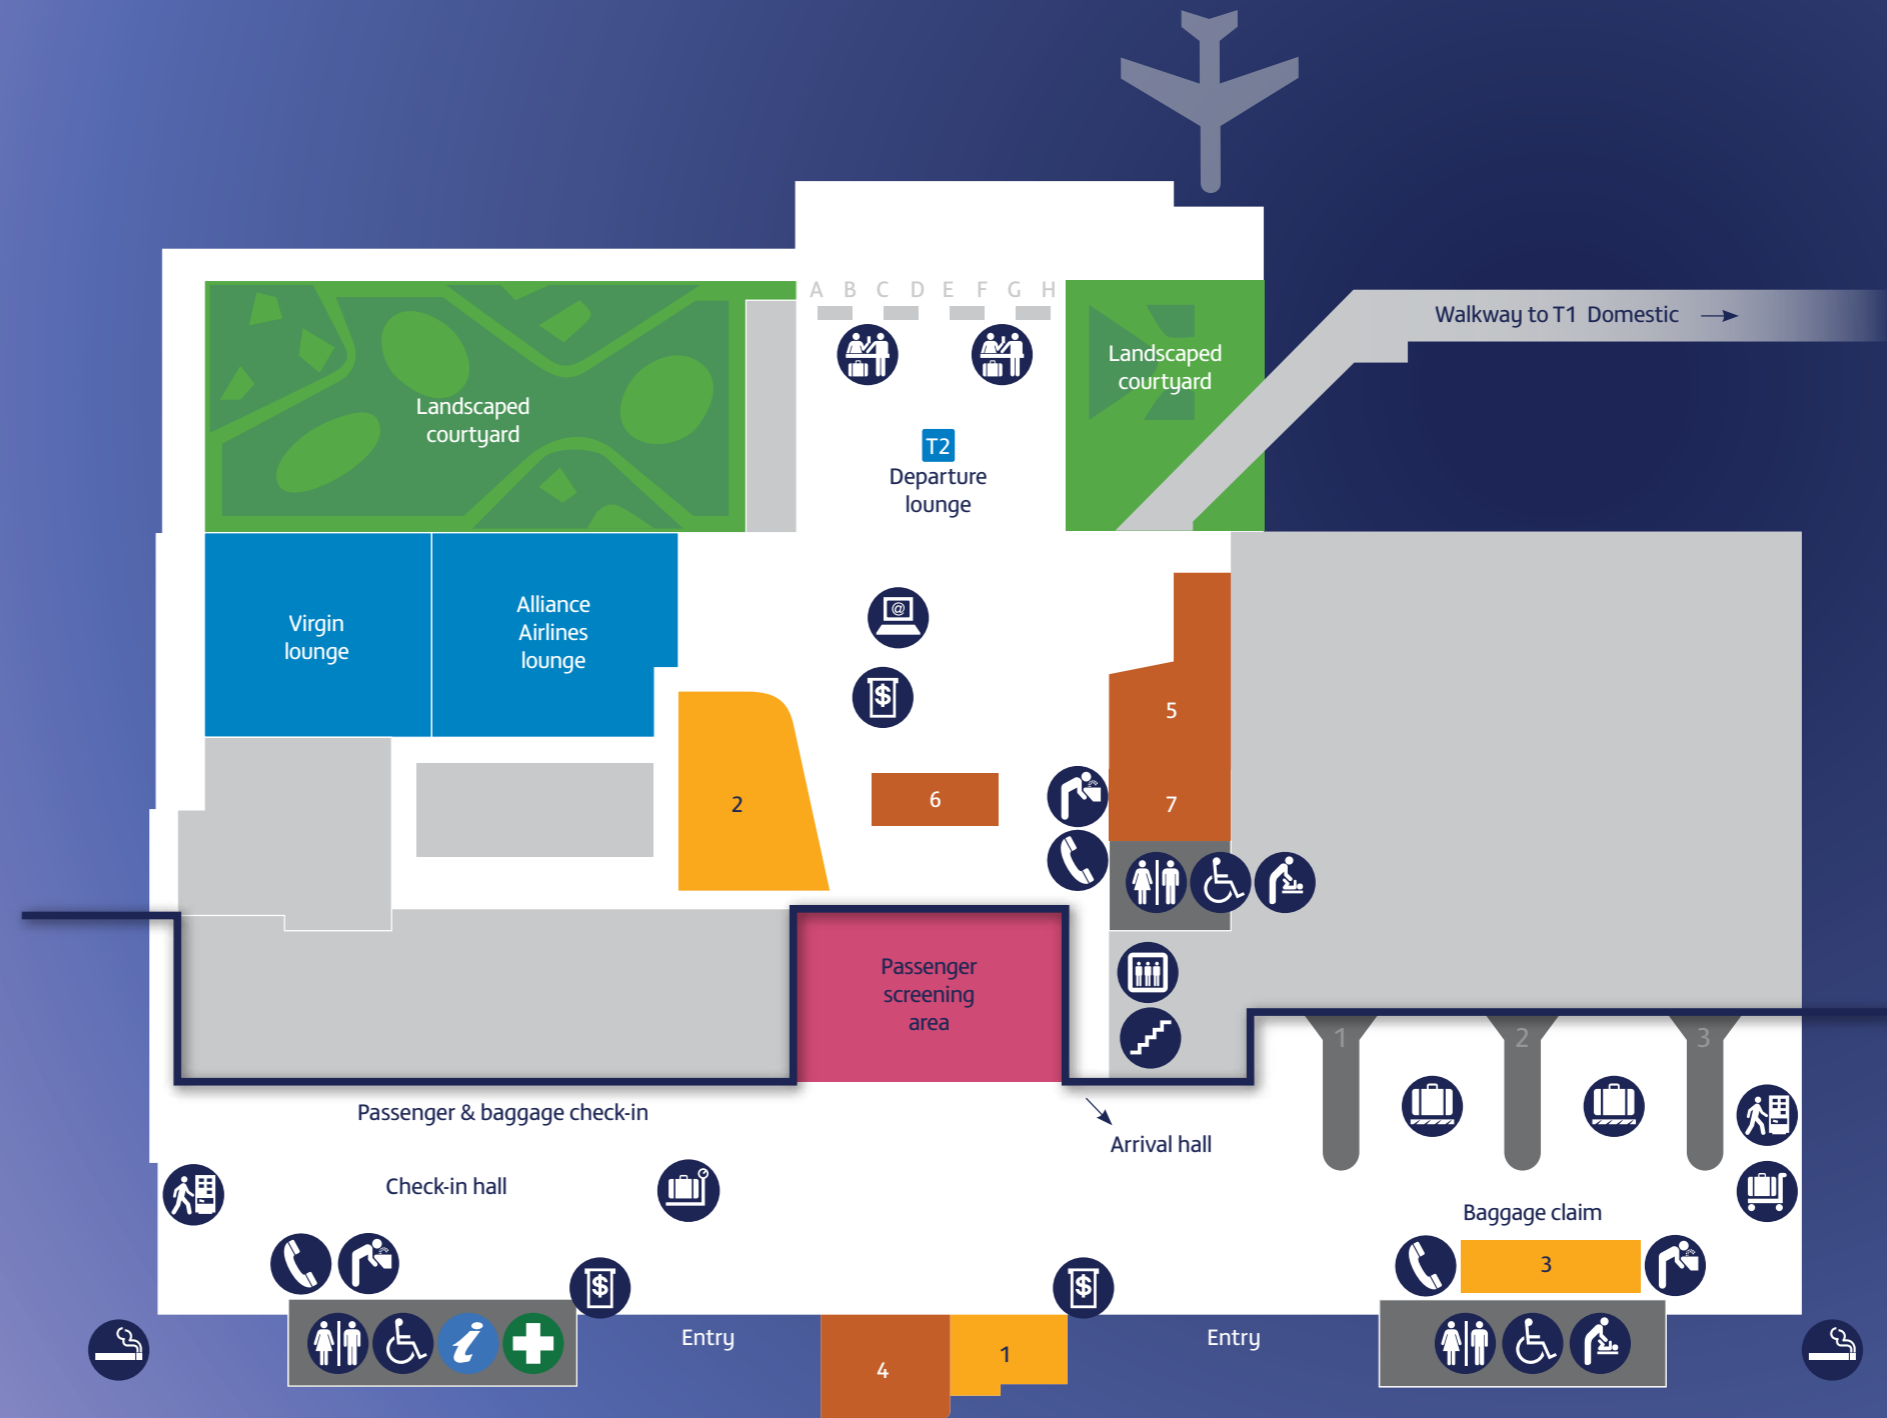 A B C D E F G H
Walkway to T1 Domestic
Landscaped
courtyard
Landscaped
courtyard
T2
Departure
lounge
Virgin
lounge
Alliance
Airlines
lounge
@
$
5
2
6
7
Passenger
screening
area
1
2
3
Passenger & baggage check-in
Arrival hall
Check-in hall
Baggage claim
3
$
$
i
Entry
4
1
Entry